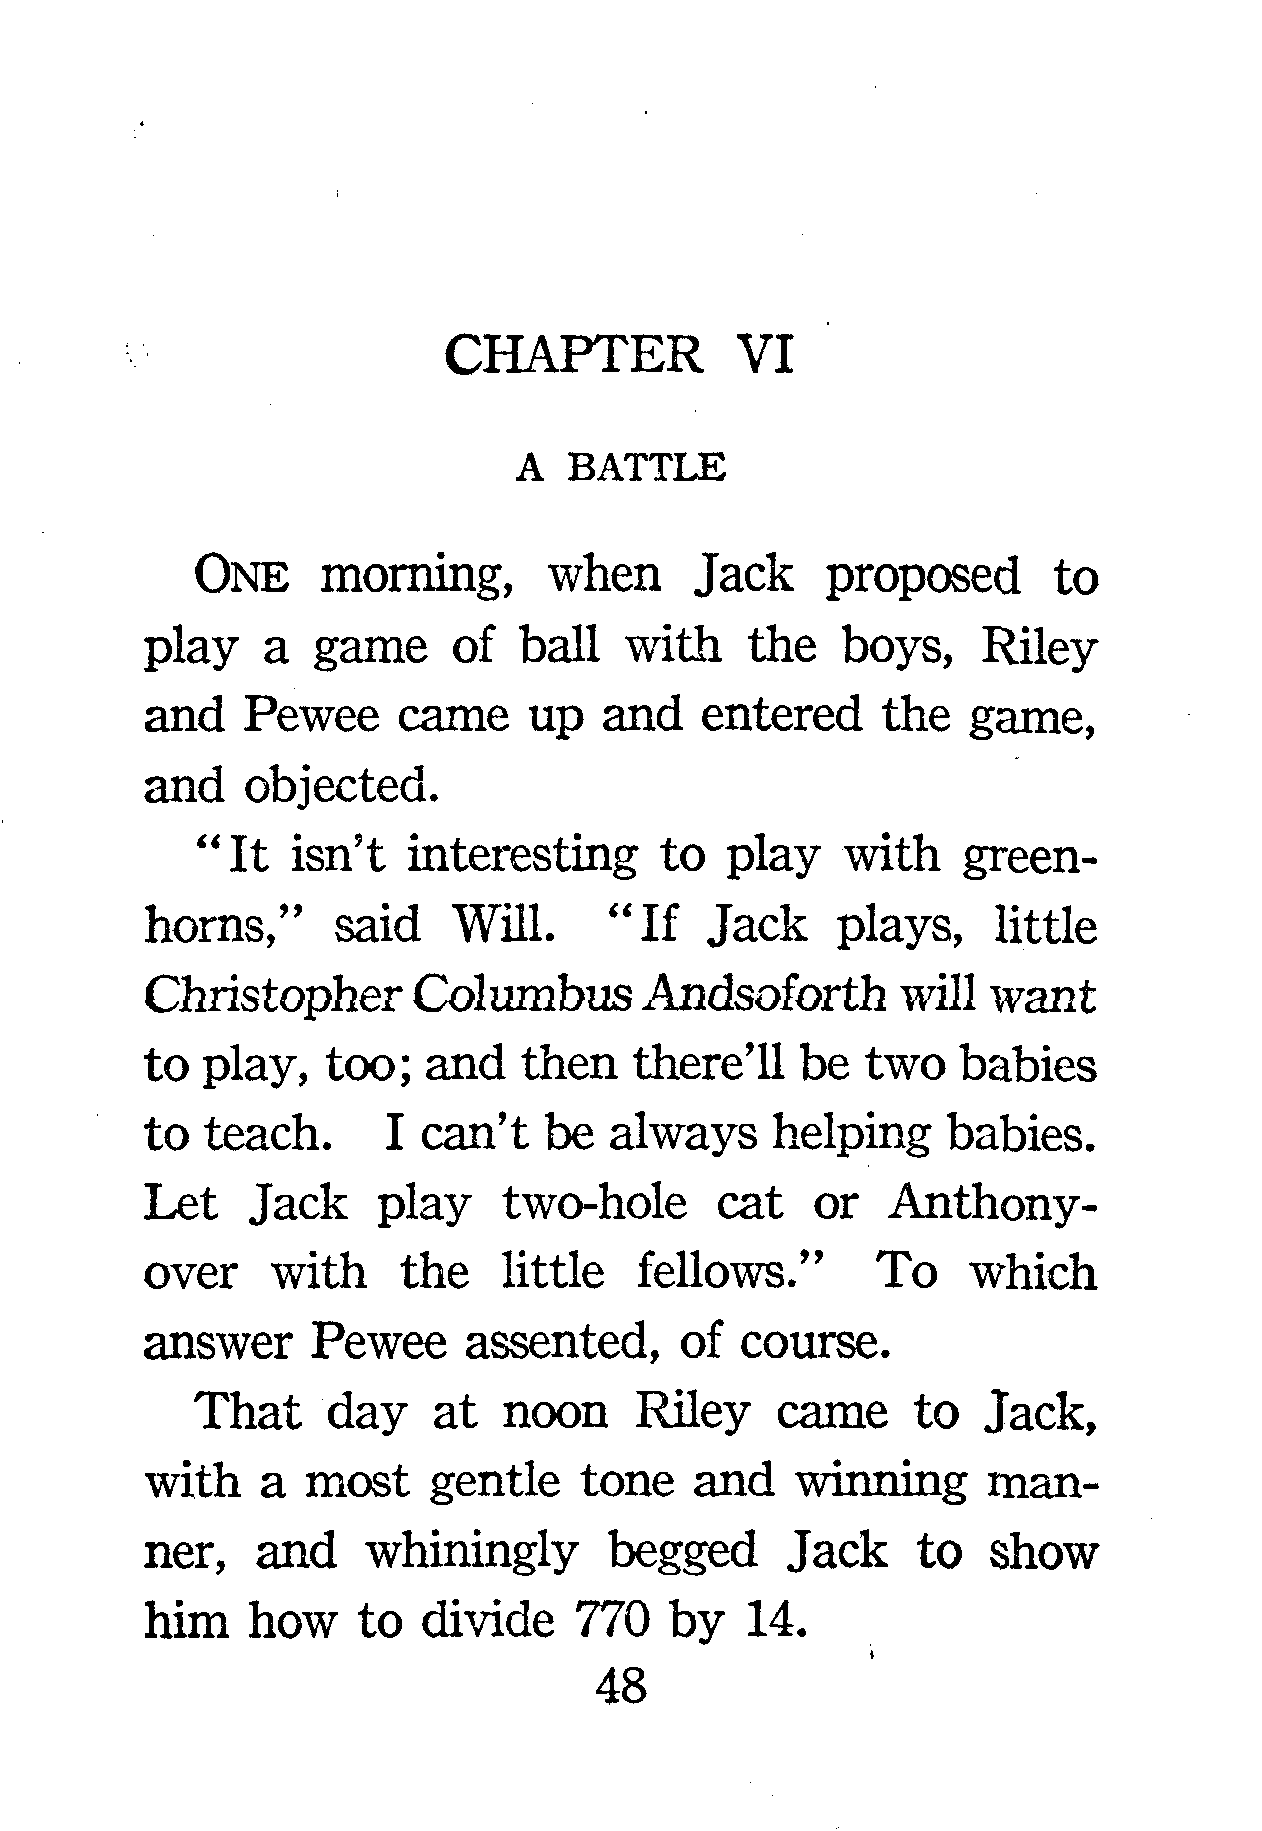 CHAPTER VI
A BATTLE
ONE morning, when Jack proposed to
play a game of ball with the boys, Riley
and Pewee came up and entered the game,
and objected.
“It isn’t interesting to play with green-
horns,” said Will. “If Jack plays, little
Christopher Columbus Andsoforth will want
to play, too; and then there’ll be two babies
to teach. I can’t be always helping babies.
Let Jack play two-hole cat or Anthony-
over with the little fellows.” To which
answer Pewee assented, of course.
That day at noon Riley came to Jack,
with a most gentle tone and winning man-
ner, and whiningly begged Jack to show
him how to divide 770 by 14.
48